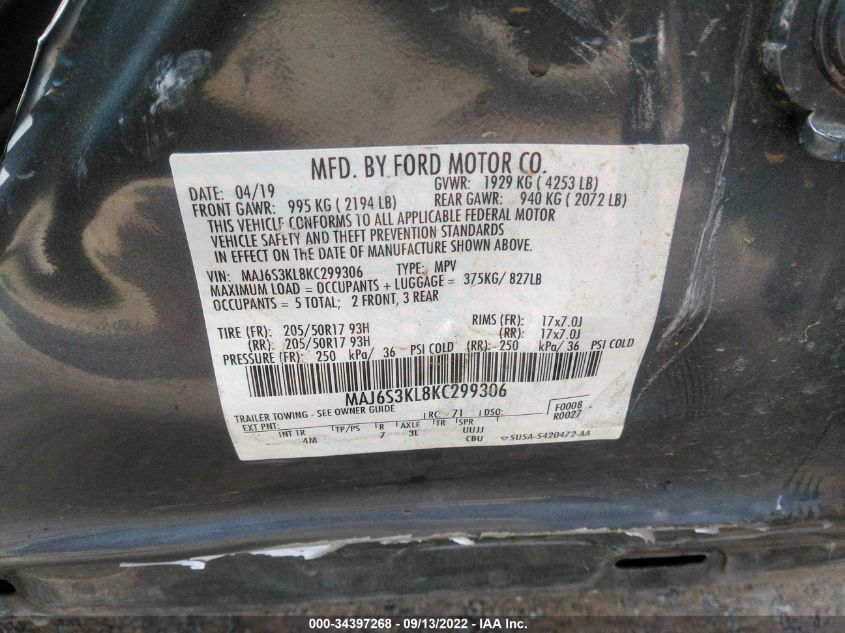 MFD. BY FORD MOTOR CO.
DATE: 04/19 GVWR: 1929 KG ( 4253 LB)
FRONT GAWR: 995 KG ( 2194 LB) REAR GAWR: 940 KG ( 2072 LB)
THIS VEHICLE CONFORMS TO ALL APPLICABLE FEDERAL MOTOR
VEHICLE SAFETY AND THEFT PREVENTION STANDARDS
IN EFFECT ON THE DATE OF MANUFACTURE SHOWN ABOVE.
VIN: MAJ6S3KL8KC299306 TYPE: MPV
MAXIMUM LOAD = OCCUPANTS + LUGGAGE = 375KG/ 827LB
OCCUPANTS = 5 TOTAL; 2 FRONT, 3 REAR
TIRE (FR): 205/50R17 93H RIMS (FR): 17x7.0J
(RR): 205/50R17 93H (RR): 17x7.0J
PRESSURE (FR): 250 kPa/ 36 PSI COLD (RR): 250 kPa/ 36 PSI COLD
MAJ6S3KL8KC299306
TRAILER TOWING - SEE OWNER GUIDE RC: 71 DSO: F0008
EXT PNT: R0027
INT TR TP/PS R AXLE TR SPR UUJJ
4M 7 3L CBU SU5A-5420472-AA
000-34397268 - 09/13/2022 - IAA Inc.